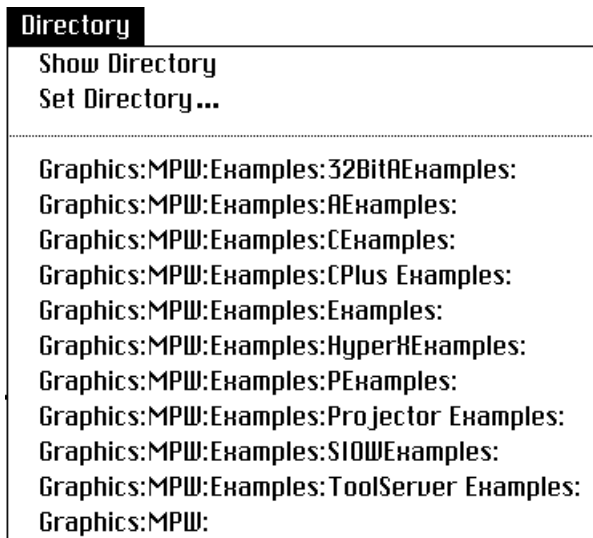 Directory
Show Directory
Set Directory...
Graphics:MPW:Examples:32BitAExamples:
Graphics:MPW:Examples:AExamples:
Graphics:MPW:Examples:CExamples:
Graphics:MPW:Examples:CPlus Examples:
Graphics:MPW:Examples:Examples:
Graphics:MPW:Examples:HyperXExamples:
Graphics:MPW:Examples:PExamples:
Graphics:MPW:Examples:Projector Examples:
Graphics:MPW:Examples:SIOWExamples:
Graphics:MPW:Examples:ToolServer Examples:
Graphics:MPW: